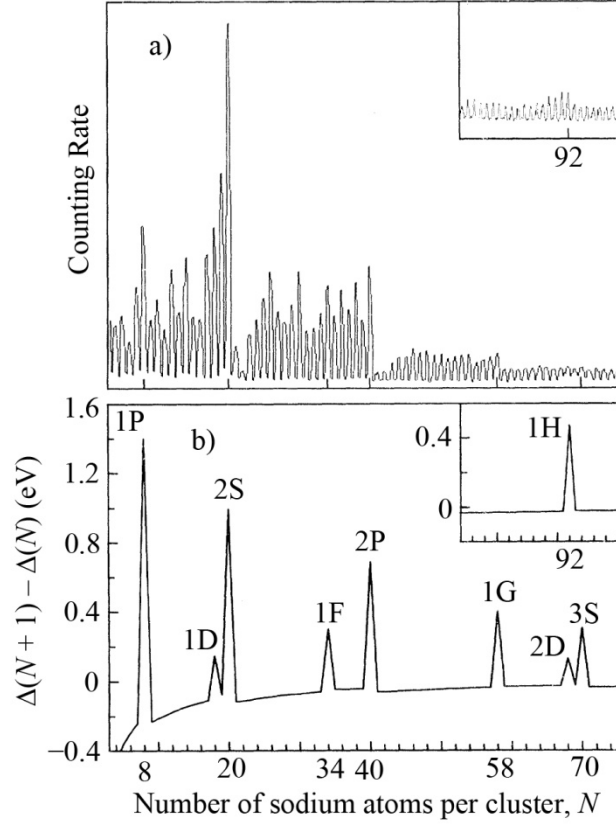 a)
Counting Rate
92
b)
Δ(N + 1) − Δ(N) (eV)
1.6
1.2
0.8
0.4
0
−0.4
1P
1D
2S
1F
2P
1G
2D
3S
0.4
0
1H
92
8
20
34
40
58
70
Number of sodium atoms per cluster, N